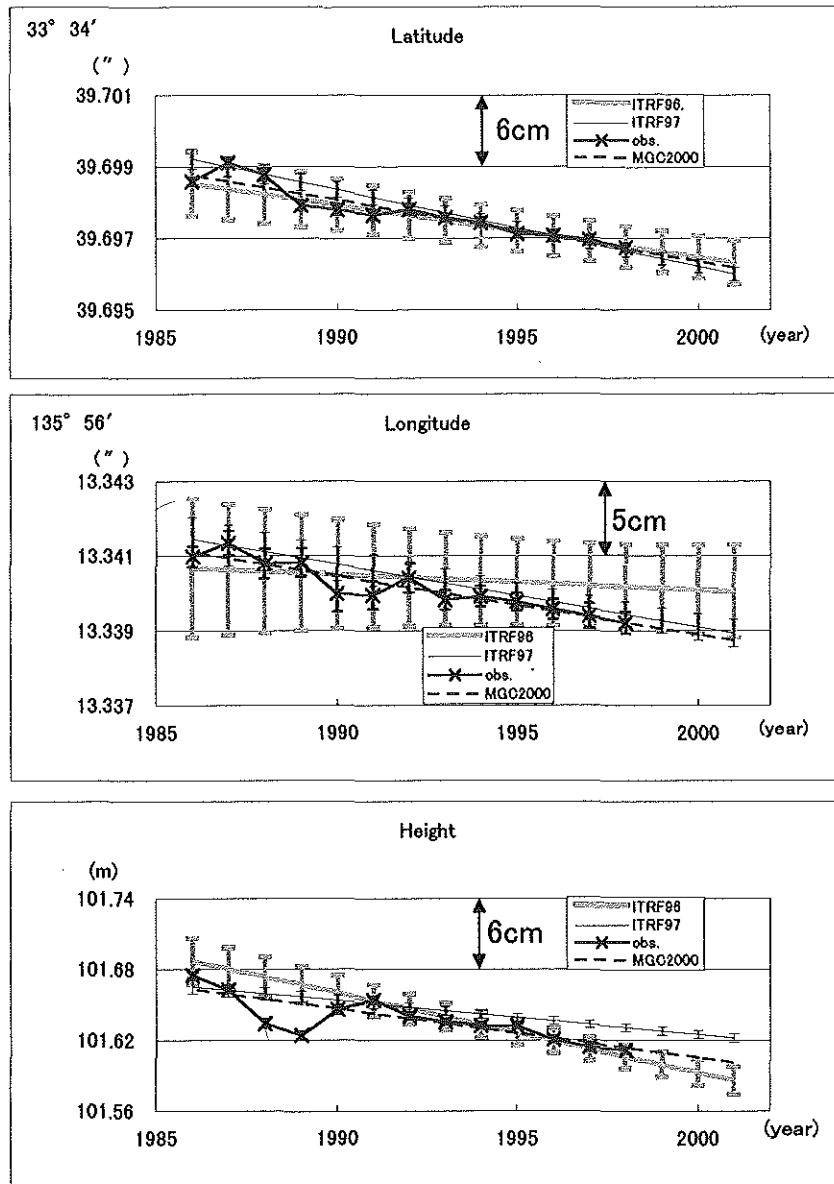 33° 34′
Latitude
(″)
39.701
39.699
39.697
39.695
6cm
ITRF96.
ITRF97
obs.
MGC2000
1985
1990
1995
2000
(year)
135° 56′
Longitude
(″)
13.343
13.341
13.339
13.337
5cm
ITRF96
ITRF97
obs.
MGC2000
1985
1990
1995
2000
(year)
Height
(m)
101.74
101.68
101.62
101.56
6cm
ITRF96
ITRF97
obs.
MGC2000
1985
1990
1995
2000
(year)